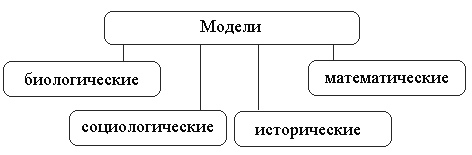 Модели
биологические
математические
социологические
исторические